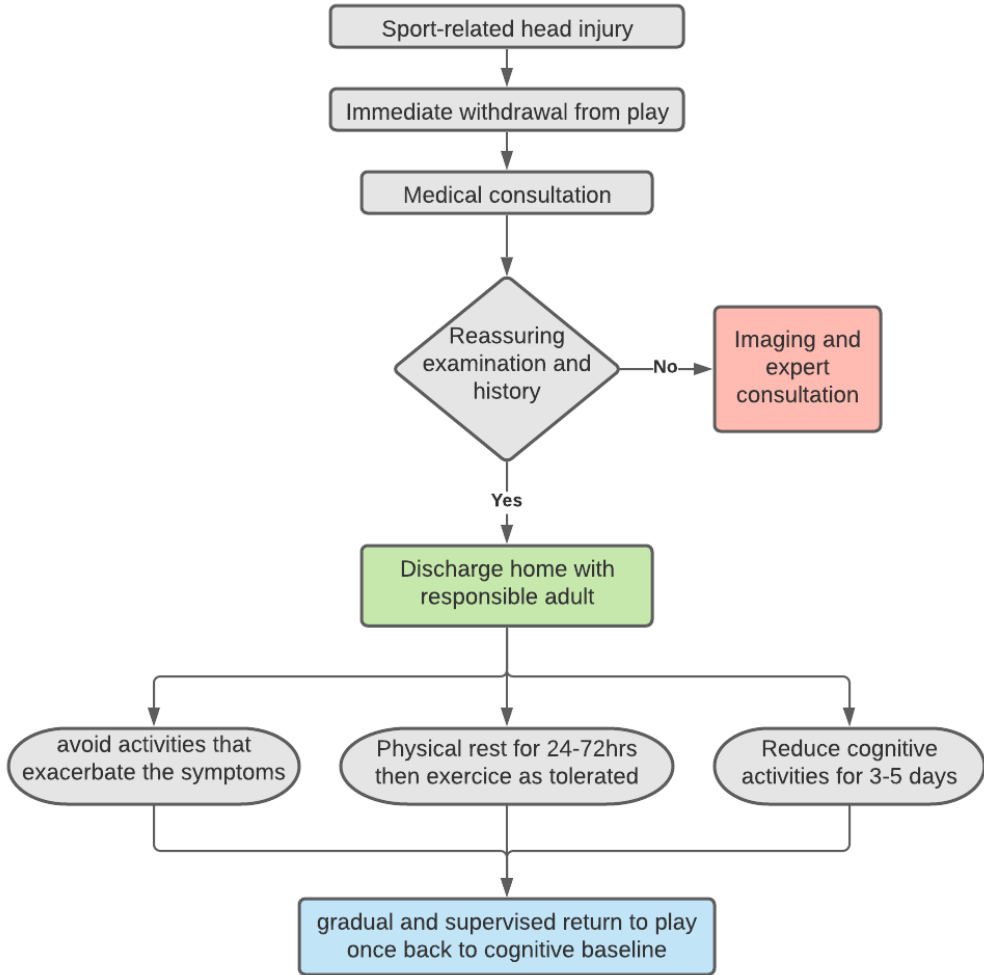 Sport-related head injury
Immediate withdrawal from play
Medical consultation
Reassuring
examination and
history
No
Imaging and
expert
consultation
Yes
Discharge home with
responsible adult
avoid activities that
exacerbate the symptoms
Physical rest for 24-72hrs
then exercice as tolerated
Reduce cognitive
activities for 3-5 days
gradual and supervised return to play
once back to cognitive baseline